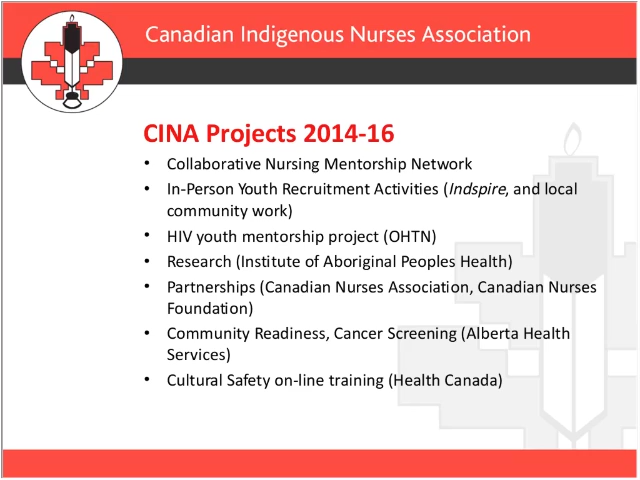 Canadian Indigenous Nurses Association
CINA Projects 2014-16
• Collaborative Nursing Mentorship Network
• In-Person Youth Recruitment Activities (Indspire, and local
community work)
• HIV youth mentorship project (OHTN)
• Research (Institute of Aboriginal Peoples Health)
• Partnerships (Canadian Nurses Association, Canadian Nurses
Foundation)
• Community Readiness, Cancer Screening (Alberta Health
Services)
• Cultural Safety on-line training (Health Canada)